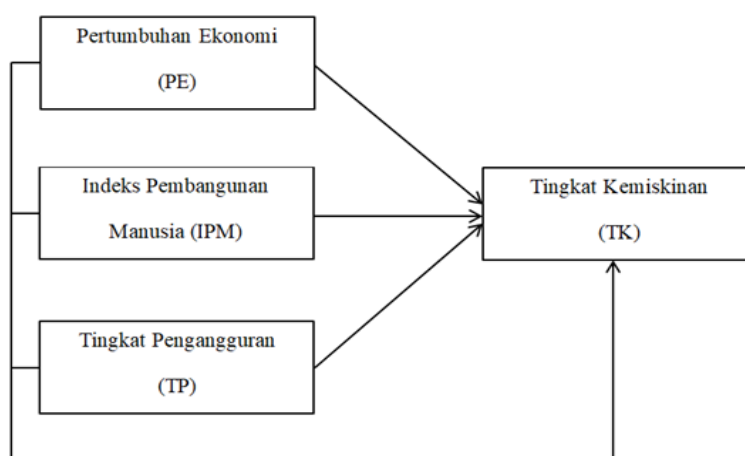 Pertumbuhan Ekonomi
(PE)
Indeks Pembangunan
Manusia (IPM)
Tingkat Pengangguran
(TP)
Tingkat Kemiskinan
(TK)